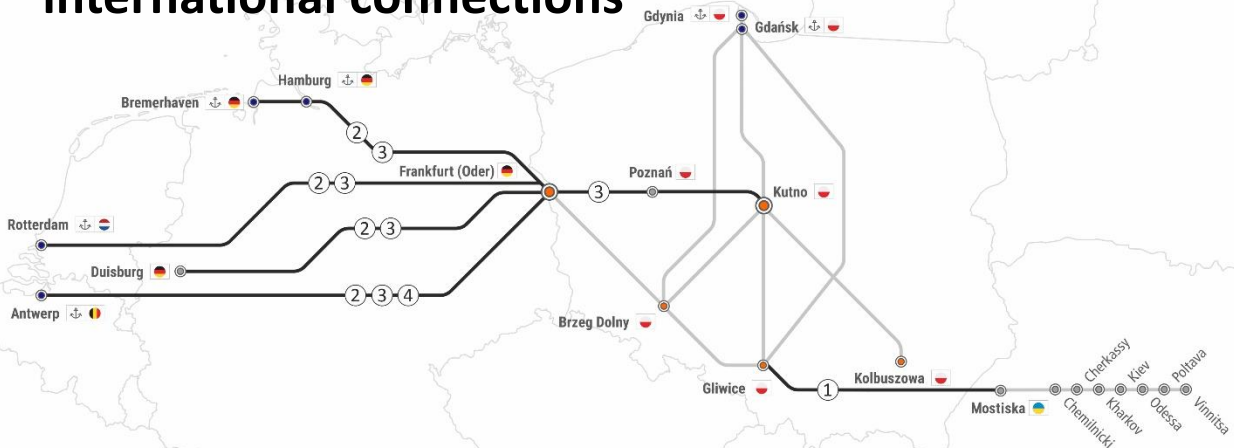 international connections
Gdynia
Gdańsk
Hamburg
Bremerhaven
2
3
Frankfurt (Oder)
Poznań
2 3
3
Kutno
Rotterdam
2 3
Duisburg
2 3 4
Antwerp
Brzeg Dolny
Gliwice
1
Kolbuszowa
Mostiska
Chemilnicki
Cherkassy
Kharkov
Kiev
Odessa
Poltava
Vinnitsa